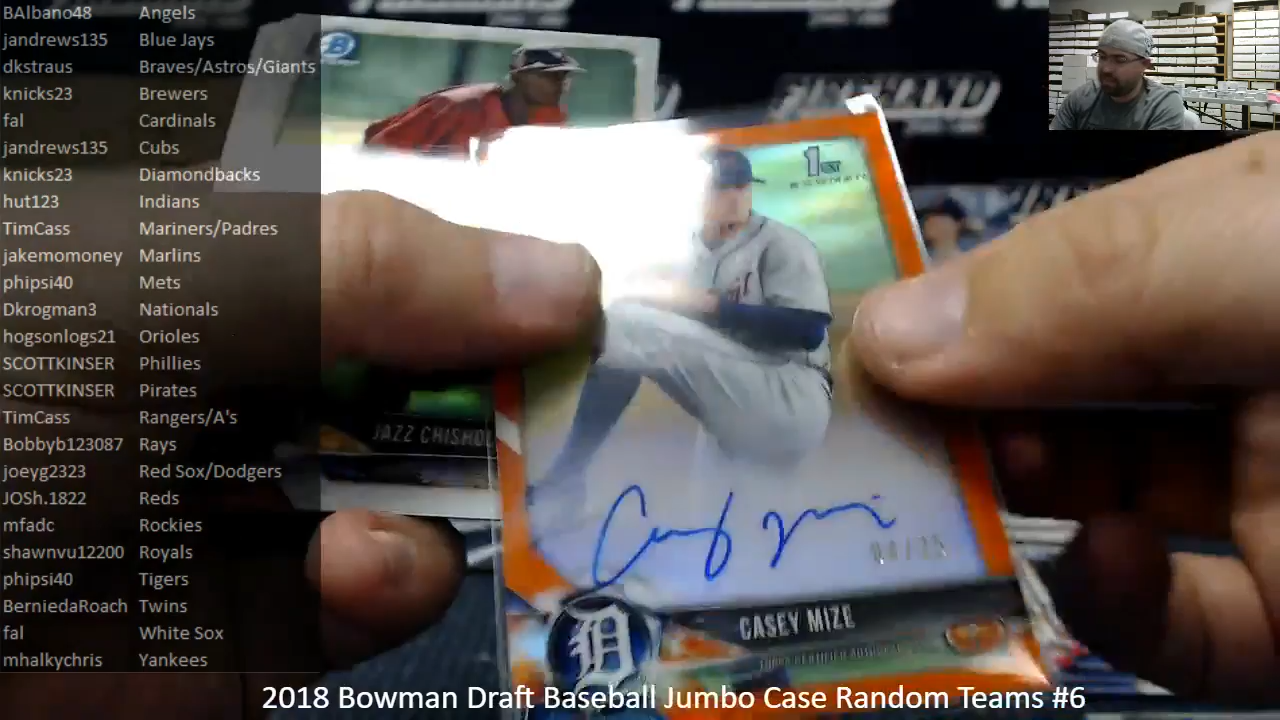 BAlbano48 Angels
jandrews135 Blue Jays
dkstraus Braves/Astros/Giants
knicks23 Brewers
fal Cardinals
jandrews135 Cubs
knicks23 Diamondbacks
hut123 Indians
TimCass Mariners/Padres
jakemomoney Marlins
phipsi40 Mets
Dkrogman3 Nationals
hogsonlogs21 Orioles
SCOTTKINSER Phillies
SCOTTKINSER Pirates
TimCass Rangers/A's
Bobbyb123087 Rays
joeyg2323 Red Sox/Dodgers
JOSh.1822 Reds
mfadc Rockies
shawnvu12200 Royals
phipsi40 Tigers
BerniedaRoach Twins
fal White Sox
mhalkychris Yankees
1ST
JAZZ CHISHOL
Casey Mize
D
CASEY MIZE
2018 Bowman Draft Baseball Jumbo Case Random Teams #6